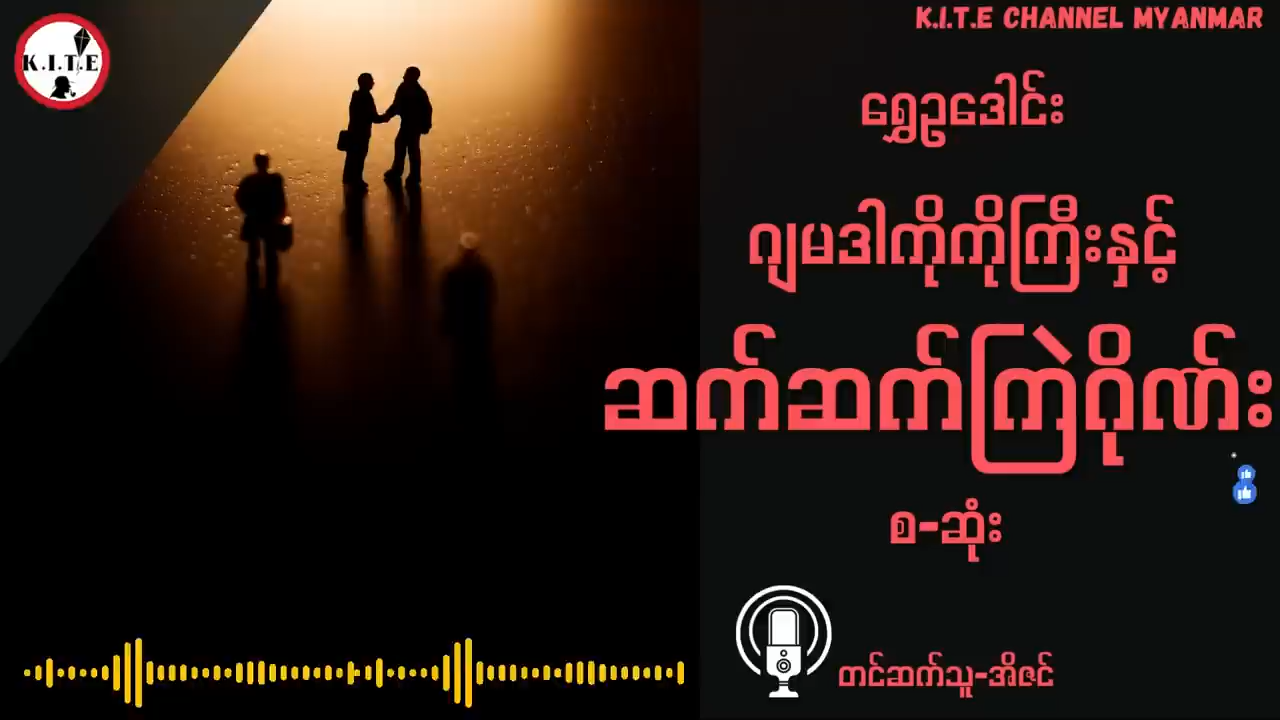 K.I.T.E CHANNEL MYANMAR
K.I.T.E
ရွှေဥဒေါင်း
ဂျမဒါကိုကိုကြီးနှင့်
ဆက်ဆက်ကြဲဂိုဏ်း
စ-ဆုံး
တင်ဆက်သူ-အိဇင်